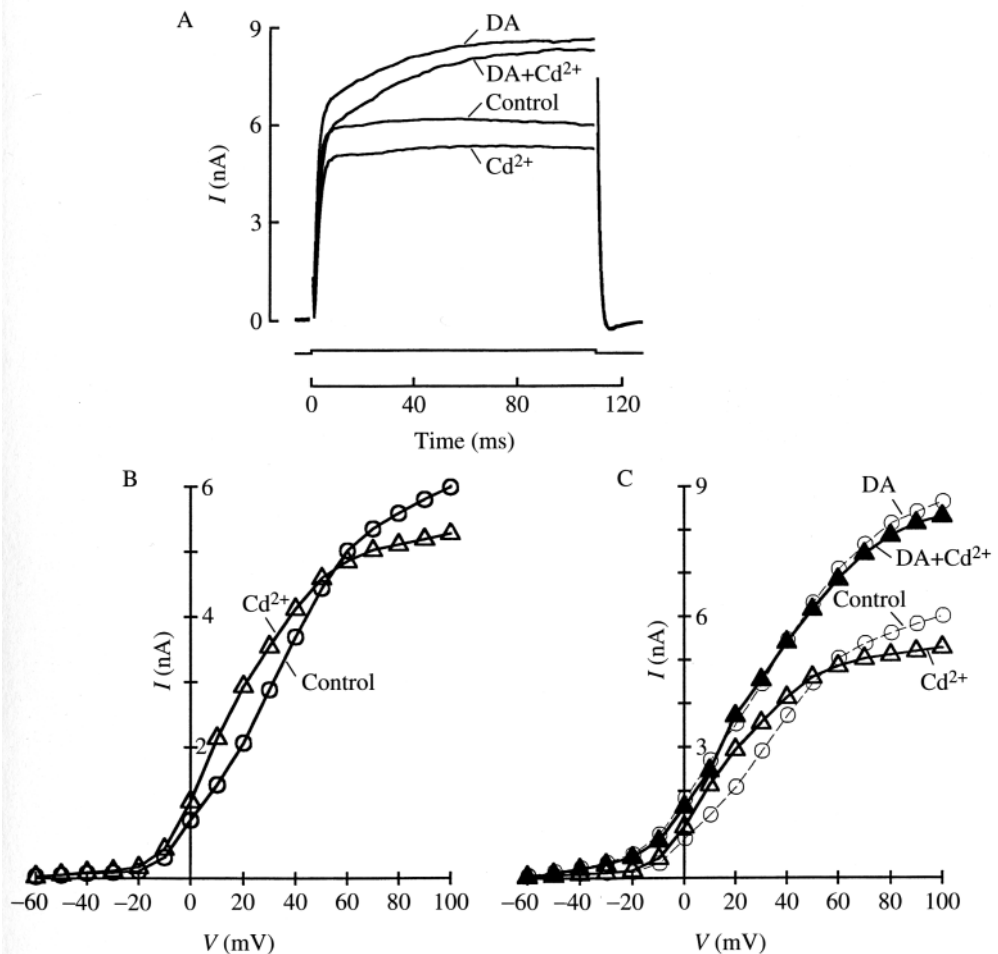 A
9
6
3
0
I (nA)
DA
DA+Cd²⁺
Control
Cd²⁺
0 40 80 120
Time (ms)
B
6
4
2
I (nA)
Cd²⁺
Control
−60 −40 −20 0 20 40 60 80 100
V (mV)
C
9
6
3
I (nA)
DA
DA+Cd²⁺
Control
Cd²⁺
−60 −40 −20 0 20 40 60 80 100
V (mV)